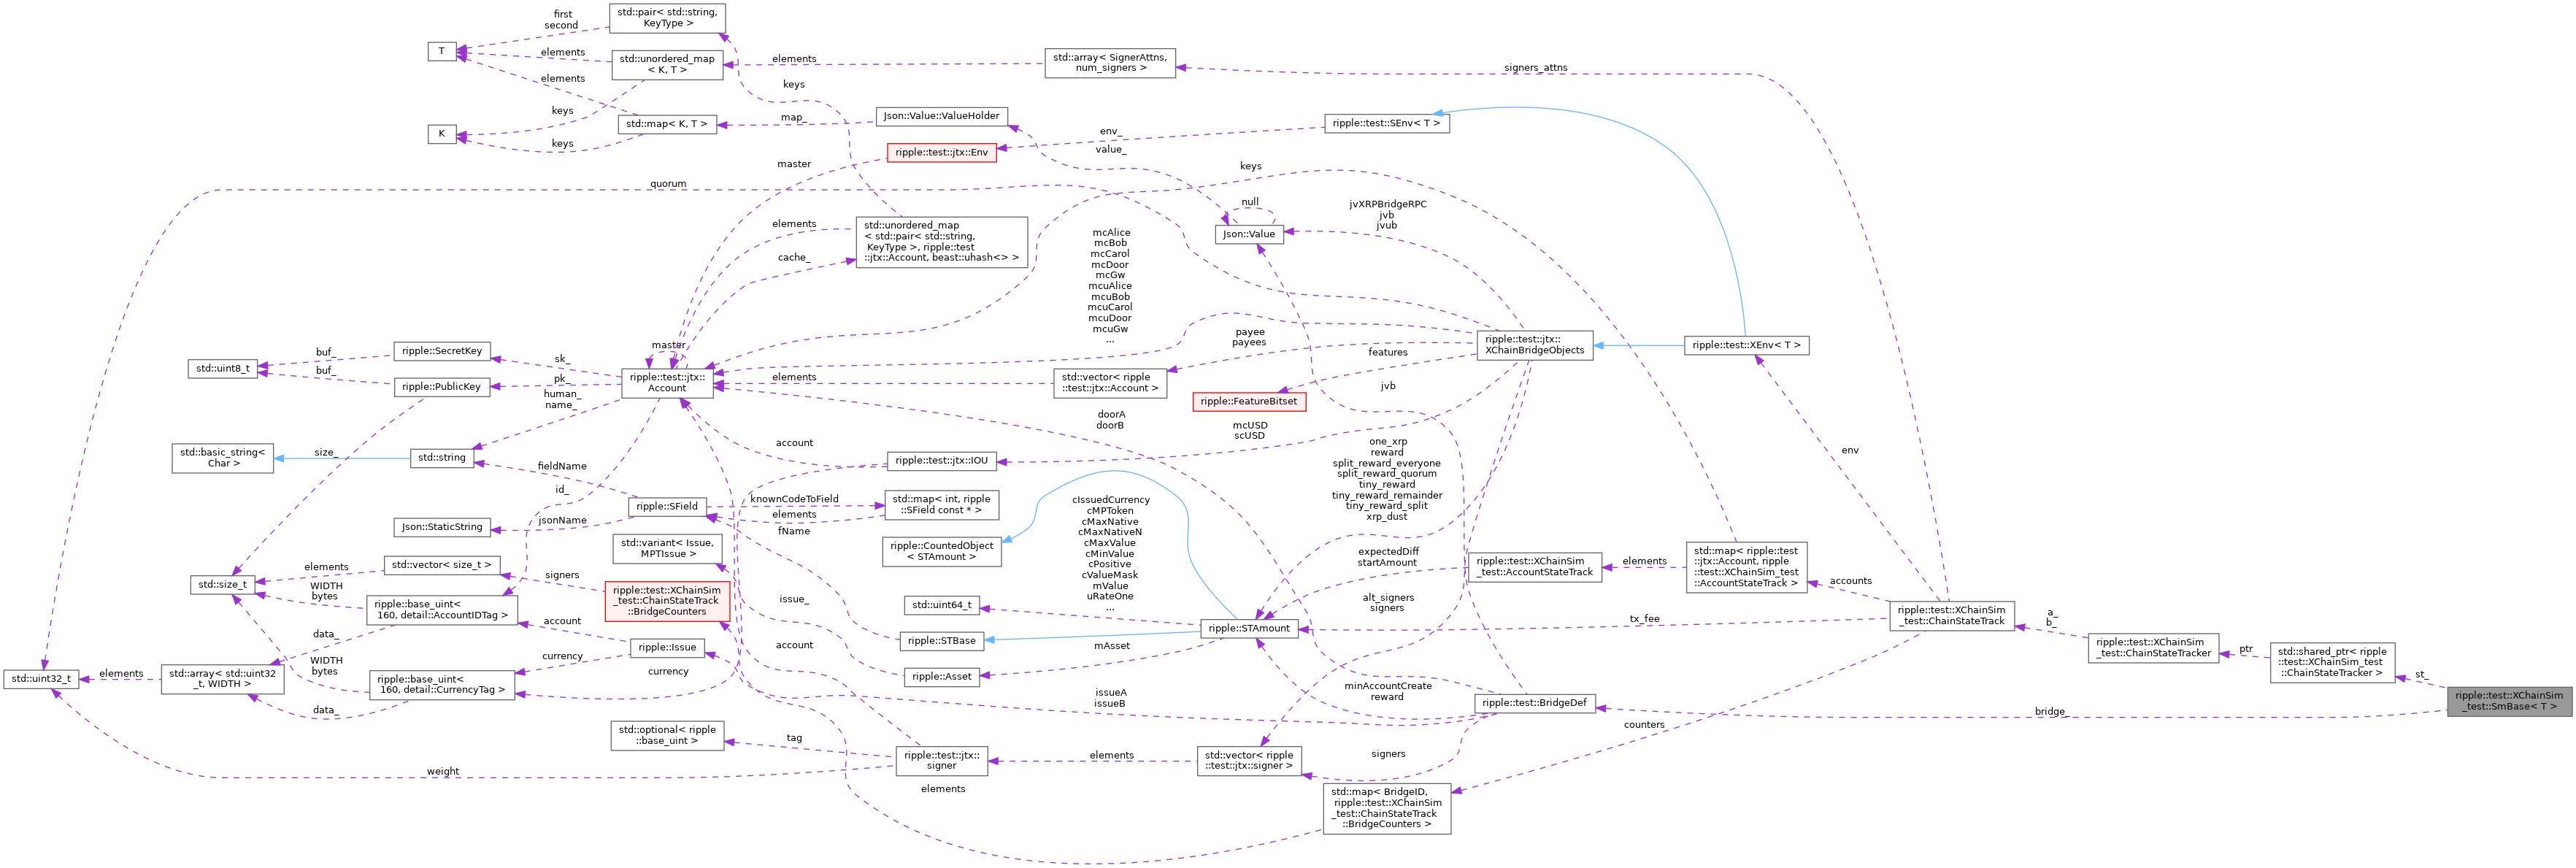 first
second
std::pair< std::string,
KeyType >
T
elements
std::unordered_map
< K, T >
elements
std::array< SignerAttns,
num_signers >
signers_attns
elements
keys
keys
K
std::map< K, T >
map_
Json::Value::ValueHolder
keys
env_
value_
ripple::test::SEnv< T >
ripple::test::jtx::Env
master
keys
quorum
null
Json::Value
jvXRPBridgeRPC
jvb
jvub
elements
std::unordered_map
< std::pair< std::string,
KeyType >, ripple::test
::jtx::Account, beast::uhash<> >
cache_
mcAlice
mcBob
mcCarol
mcDoor
mcGw
mcuAlice
mcuBob
mcuCarol
mcuDoor
mcuGw
...
payee
payees
ripple::test::jtx::
XChainBridgeObjects
ripple::test::XEnv< T >
features
master
buf_
ripple::SecretKey
sk_
std::uint8_t
buf_
ripple::PublicKey
pk_
ripple::test::jtx::
Account
elements
std::vector< ripple
::test::jtx::Account >
ripple::FeatureBitset
jvb
human_
name_
doorA
doorB
mcUSD
scUSD
account
std::basic_string<
Char >
size_
std::string
ripple::test::jtx::IOU
env
fieldName
id_
one_xrp
reward
split_reward_everyone
split_reward_quorum
tiny_reward
tiny_reward_remainder
tiny_reward_split
xrp_dust
ripple::SField
knownCodeToField
elements
std::map< int, ripple
::SField const * >
Json::StaticString
jsonName
fName
cIssuedCurrency
cMPToken
cMaxNative
cMaxNativeN
cMaxValue
cMinValue
cPositive
cValueMask
mValue
uRateOne
...
std::variant< Issue,
MPTIssue >
ripple::CountedObject
< STAmount >
expectedDiff
startAmount
ripple::test::XChainSim
_test::AccountStateTrack
elements
std::map< ripple::test
::jtx::Account, ripple
::test::XChainSim_test
::AccountStateTrack >
accounts
std::size_t
elements
std::vector< size_t >
signers
ripple::test::XChainSim
_test::ChainStateTrack
::BridgeCounters
WIDTH
bytes
ripple::base_uint<
160, detail::AccountIDTag >
issue_
std::uint64_t
alt_signers
signers
ripple::test::XChainSim
_test::ChainStateTrack
a_
b_
tx_fee
account
data_
ripple::STBase
ripple::STAmount
ripple::Issue
account
mAsset
ripple::test::XChainSim
_test::ChainStateTracker
ptr
std::shared_ptr< ripple
::test::XChainSim_test
::ChainStateTracker >
st_
currency
WIDTH
bytes
currency
ripple::Asset
std::uint32_t
elements
std::array< std::uint32
_t, WIDTH >
ripple::base_uint<
160, detail::CurrencyTag >
data_
issueA
issueB
minAccountCreate
reward
ripple::test::BridgeDef
bridge_
ripple::test::XChainSim
_test::SmBase< T >
counters
std::optional< ripple
::base_uint >
tag
ripple::test::jtx::
signer
elements
std::vector< ripple
::test::jtx::signer >
signers
weight
elements
std::map< BridgeID,
ripple::test::XChainSim
_test::ChainStateTrack
::BridgeCounters >